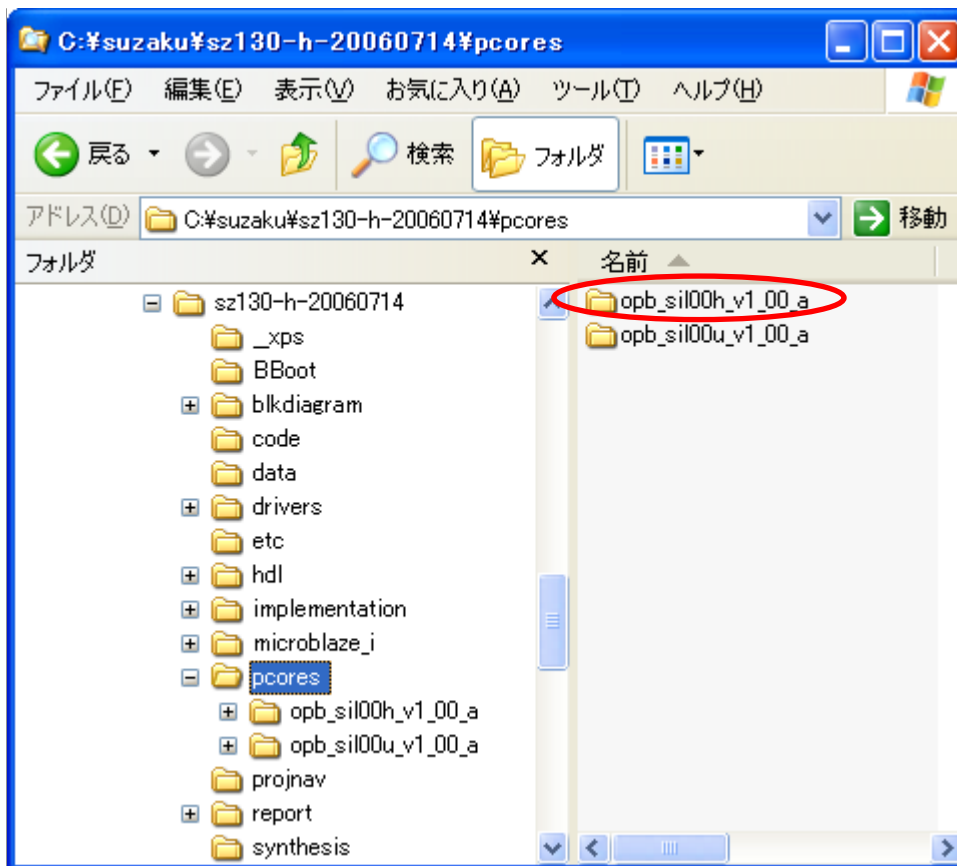 C:¥suzaku¥sz130-h-20060714¥pcores
ファイル(F) 編集(E) 表示(V) お気に入り(A) ツール(T) ヘルプ(H)
戻る 検索 フォルダ
アドレス(D) C:¥suzaku¥sz130-h-20060714¥pcores 移動
フォルダ × 名前
sz130-h-20060714
_xps
BBoot
blkdiagram
code
data
drivers
etc
hdl
implementation
microblaze_i
pcores
opb_sil00h_v1_00_a
opb_sil00u_v1_00_a
projnav
report
synthesis
opb_sil00h_v1_00_a
opb_sil00u_v1_00_a